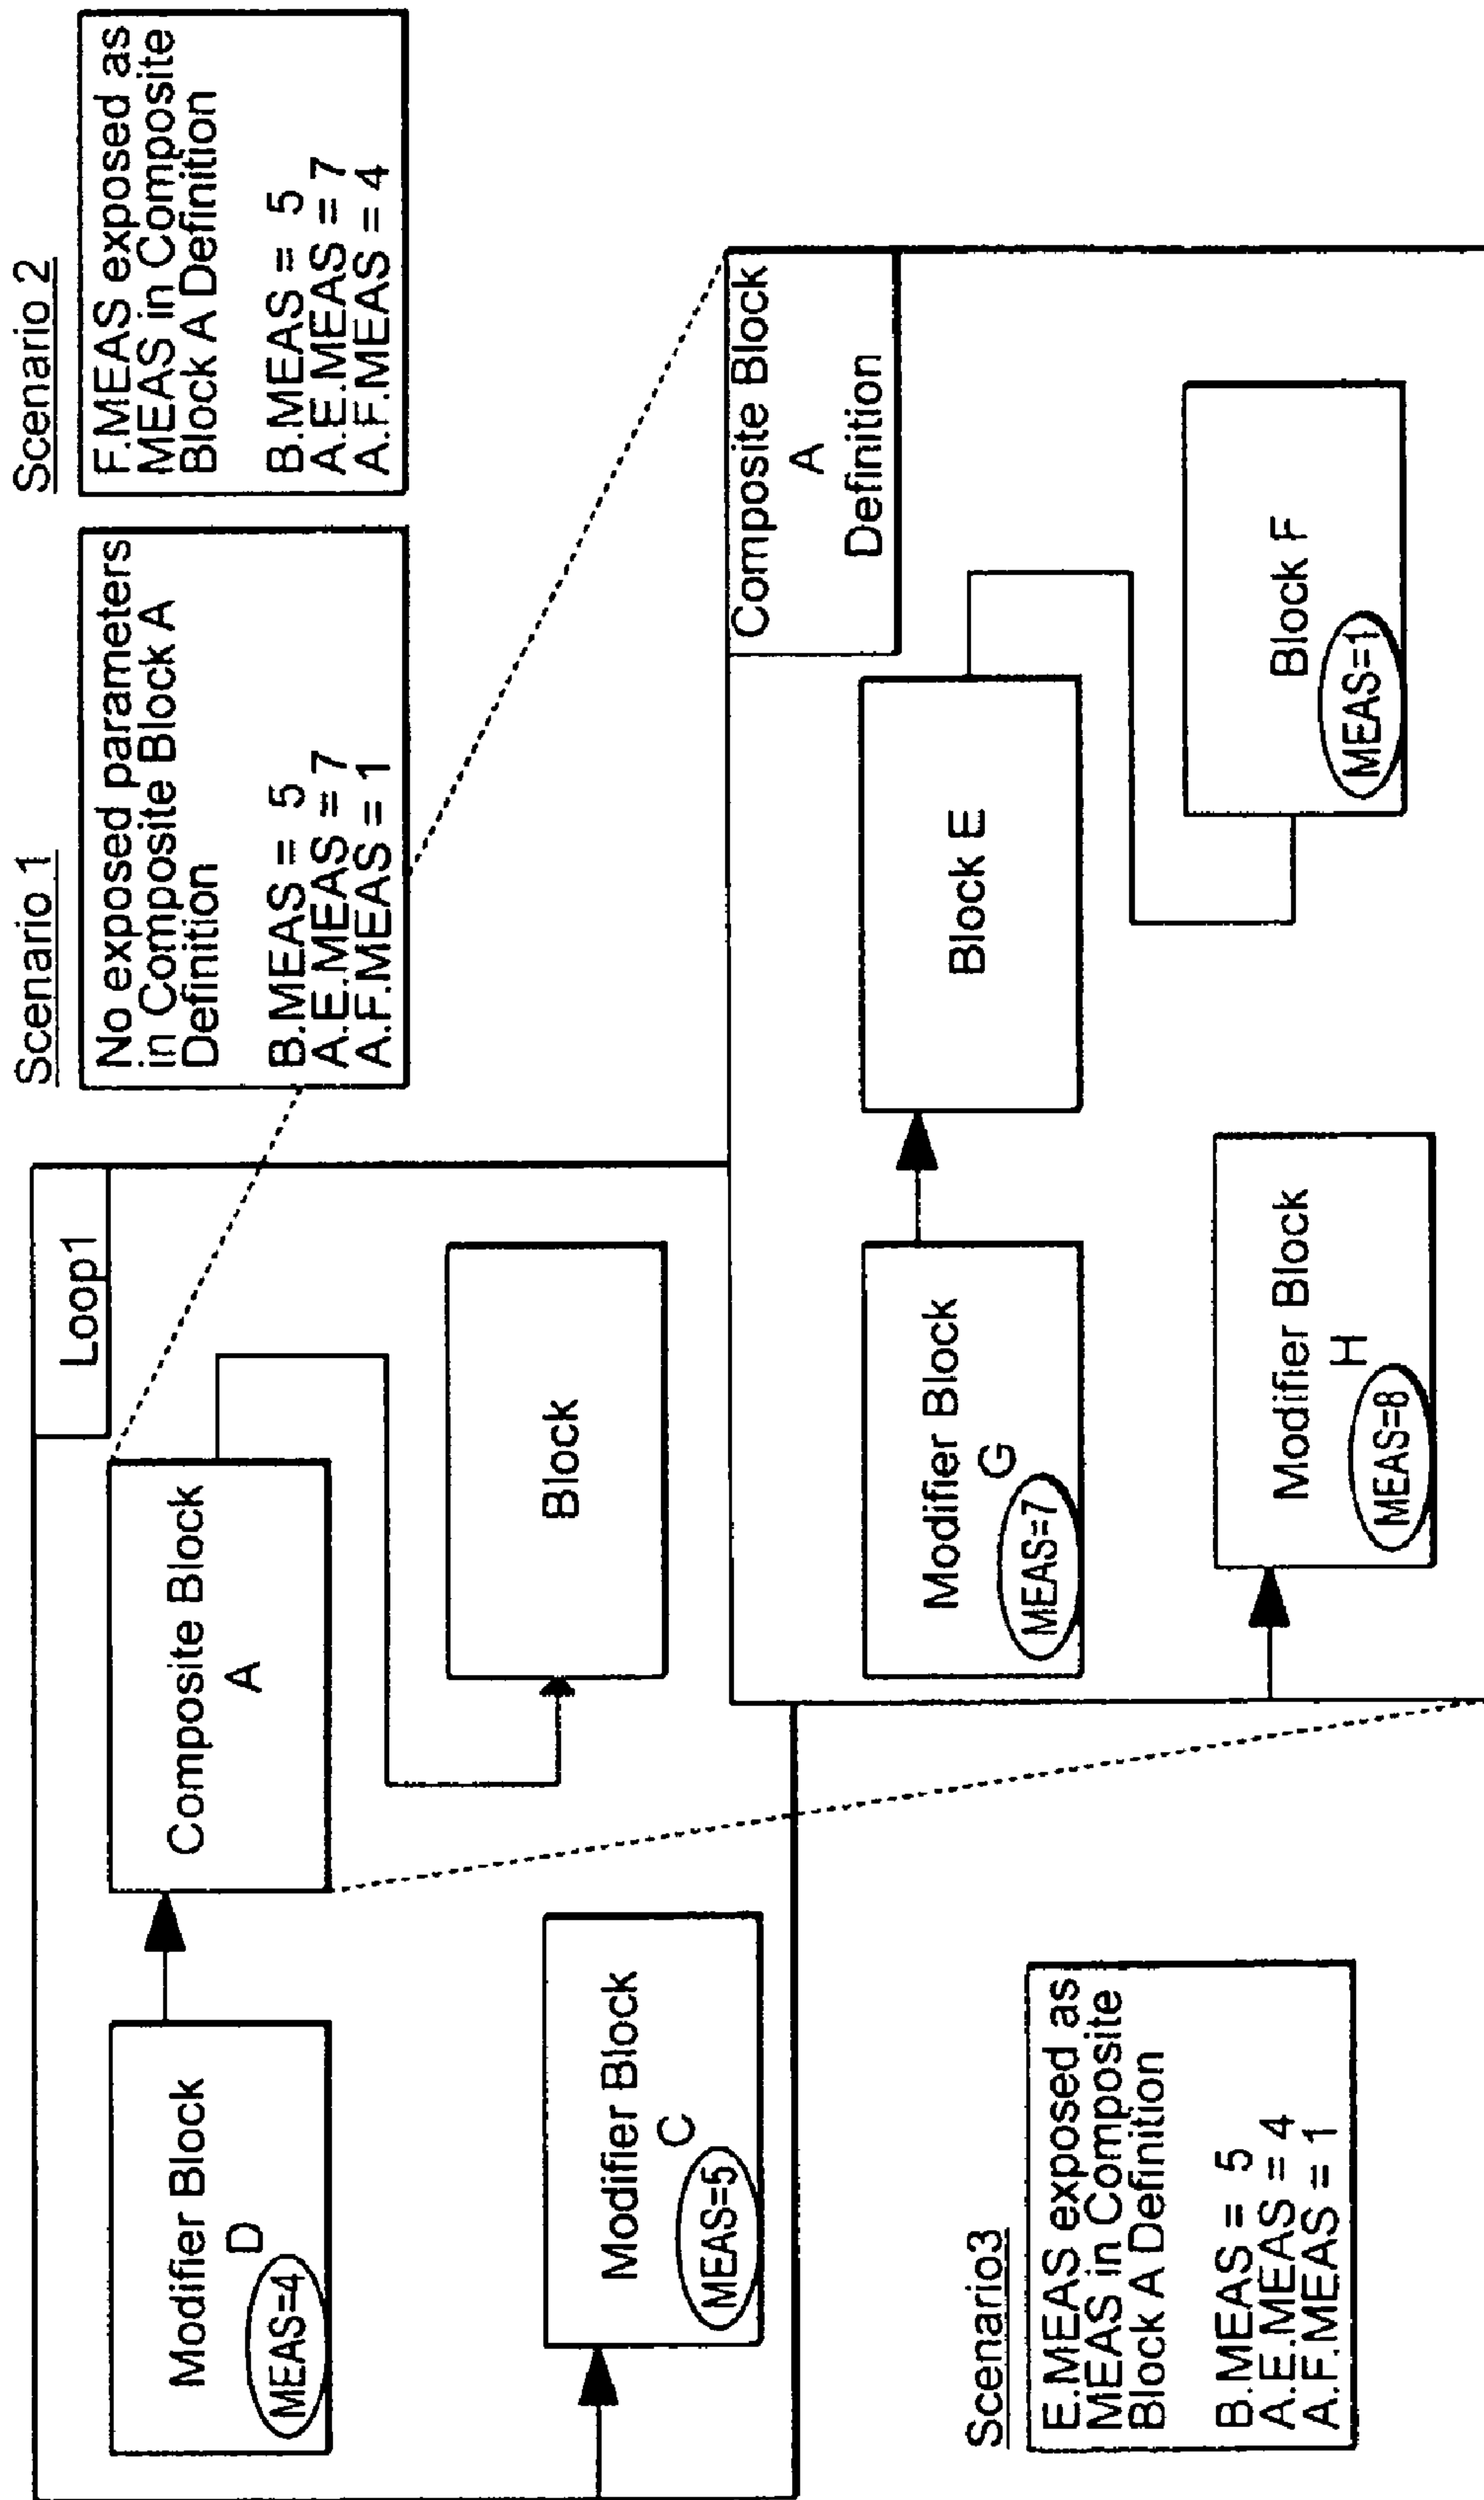 Loop1
Modifier Block
D
MEAS=4
Composite Block
A
Modifier Block
C
MEAS=5
Block
Scenario 1
No exposed parameters
in Composite Block A
Definition
B.MEAS = 5
A.E.MEAS = 7
A.F.MEAS = 1
Scenario 2
F.MEAS exposed as
MEAS in Composite
Block A Definition
B.MEAS = 5
A.E.MEAS = 7
A.F.MEAS = 4
Composite Block
A
Definition
Modifier Block
G
MEAS=7
Block E
Modifier Block
H
MEAS=8
Block F
MEAS=1
Scenario3
E.MEAS exposed as
MEAS in Composite
Block A Definition
B.MEAS = 5
A.E.MEAS = 4
A.F.MEAS = 1